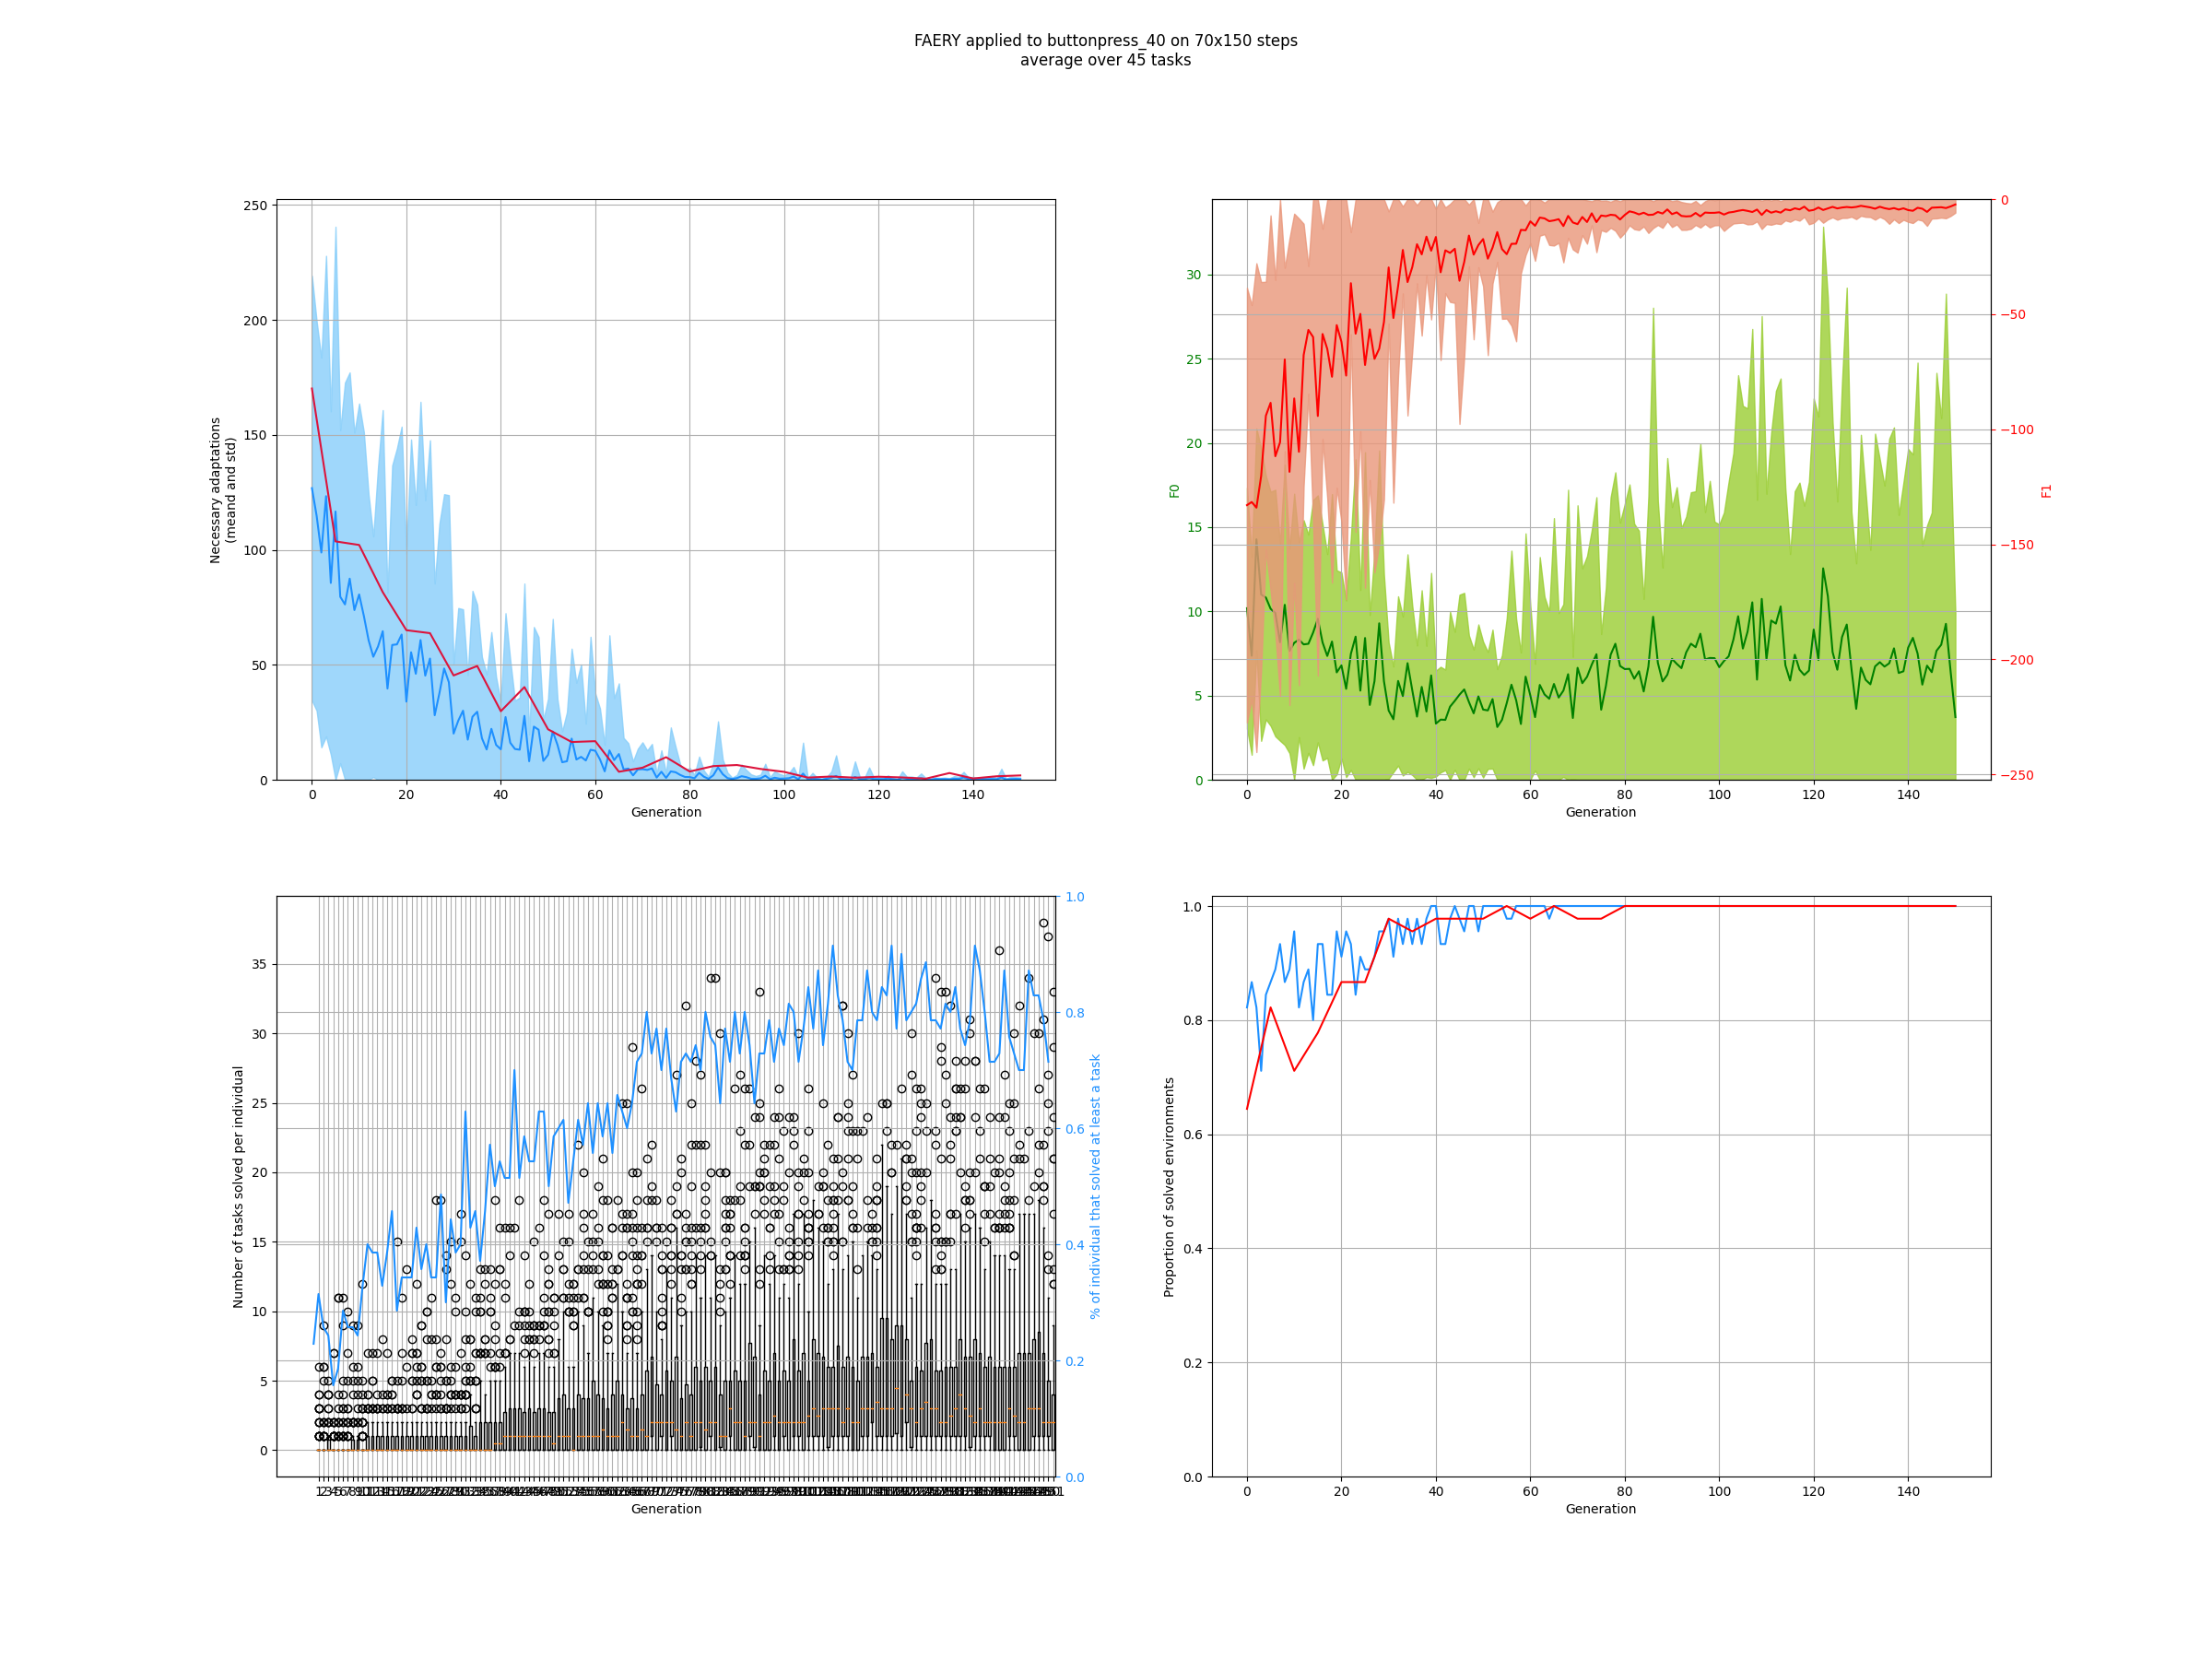 FAERY applied to buttonpress_40 on 70x150 steps
average over 45 tasks
250
200
150
100
50
0
Necessary adaptations
(meand and std)
0 20 40 60 80 100 120 140
Generation
30
25
20
15
10
5
0
F0
0
−50
−100
−150
−200
−250
F1
0 20 40 60 80 100 120 140
Generation
35
30
25
20
15
10
5
0
Number of tasks solved per individual
1.0
0.8
0.6
0.4
0.2
0.0
% of individual that solved at least a task
Generation
1.0
0.8
0.6
0.4
0.2
0.0
Proportion of solved environments
0 20 40 60 80 100 120 140
Generation